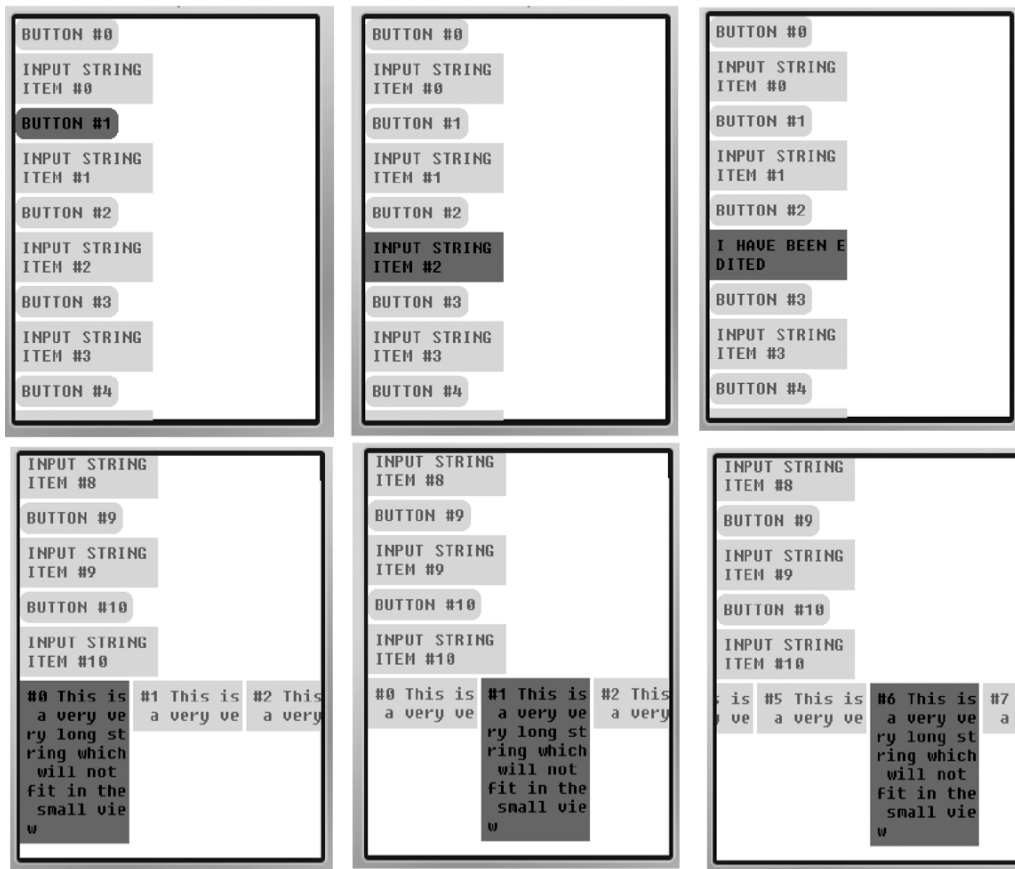 BUTTON #0
INPUT STRING
ITEM #0
BUTTON #1
INPUT STRING
ITEM #1
BUTTON #2
INPUT STRING
ITEM #2
BUTTON #3
INPUT STRING
ITEM #3
BUTTON #4
BUTTON #0
INPUT STRING
ITEM #0
BUTTON #1
INPUT STRING
ITEM #1
BUTTON #2
INPUT STRING
ITEM #2
BUTTON #3
INPUT STRING
ITEM #3
BUTTON #4
BUTTON #0
INPUT STRING
ITEM #0
BUTTON #1
INPUT STRING
ITEM #1
BUTTON #2
I HAVE BEEN E
DITED
BUTTON #3
INPUT STRING
ITEM #3
BUTTON #4
INPUT STRING
ITEM #8
BUTTON #9
INPUT STRING
ITEM #9
BUTTON #10
INPUT STRING
ITEM #10
#0 This is
a very ve
ry long st
ring which
will not
fit in the
small vie
w
#1 This is
a very ve
#2 This
a very
INPUT STRING
ITEM #8
BUTTON #9
INPUT STRING
ITEM #9
BUTTON #10
INPUT STRING
ITEM #10
#0 This is
a very ve
#1 This is
a very ve
ry long st
ring which
will not
fit in the
small vie
w
#2 This
a very
INPUT STRING
ITEM #8
BUTTON #9
INPUT STRING
ITEM #9
BUTTON #10
INPUT STRING
ITEM #10
is is
ve
#5 This is
a very ve
#6 This is
a very ve
ry long st
ring which
will not
fit in the
small vie
w
#7
a